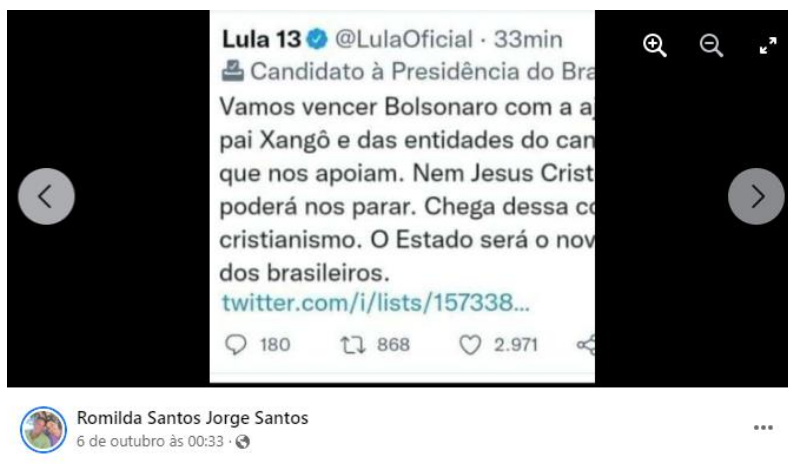 Lula 13 @LulaOficial · 33min
Candidato à Presidência do Bra
Vamos vencer Bolsonaro com a aj
pai Xangô e das entidades do can
que nos apoiam. Nem Jesus Crist
poderá nos parar. Chega dessa co
cristianismo. O Estado será o nov
dos brasileiros.
twitter.com/i/lists/157338...
180 868 2.971
Romilda Santos Jorge Santos
6 de outubro às 00:33 ·